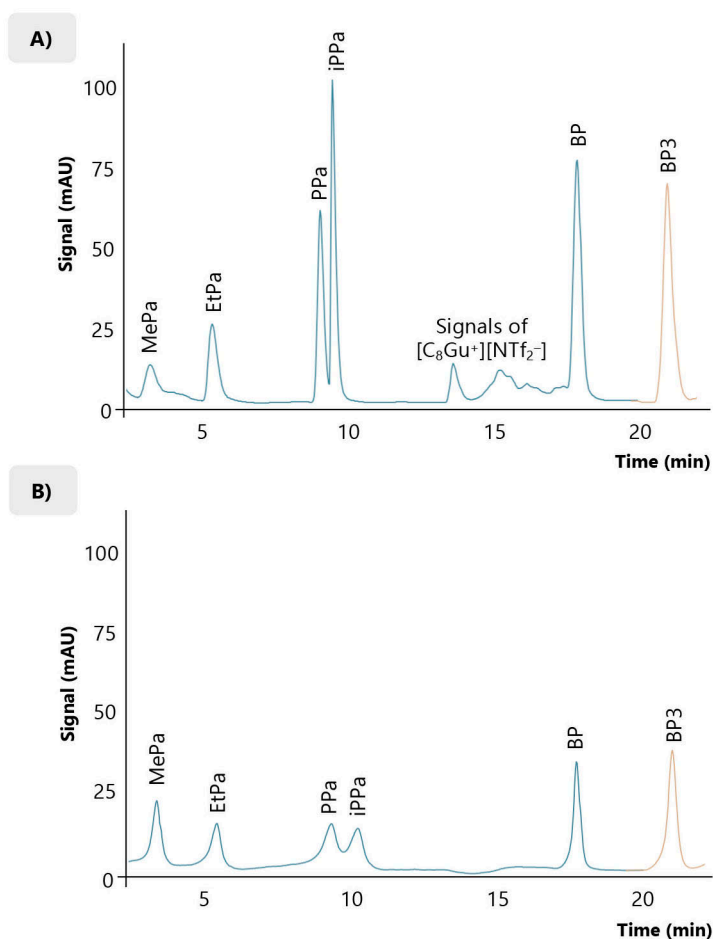 A)
Signal (mAU)
100
75
50
25
0
MePa
EtPa
PPa
iPPa
Signals of
[C₈Gu⁺][NTf₂⁻]
BP
BP3
5
10
15
20
Time (min)
B)
Signal (mAU)
100
75
50
25
0
MePa
EtPa
PPa
iPPa
BP
BP3
5
10
15
20
Time (min)